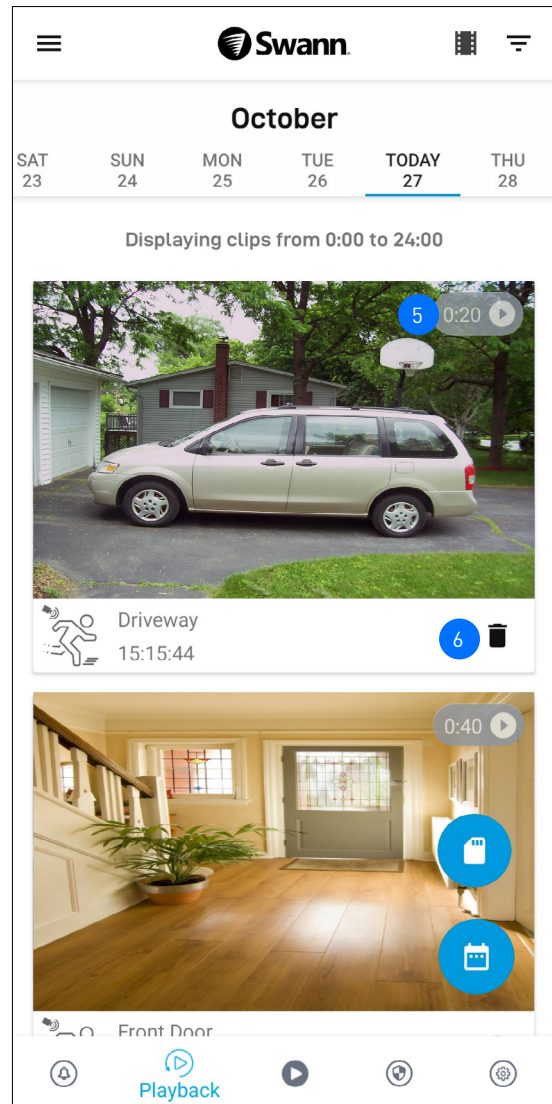 Swann
October
SAT SUN MON TUE TODAY THU
23 24 25 26 27 28
Displaying clips from 0:00 to 24:00
5 0:20
Driveway
15:15:44
6
0:40
Front Door
Playback